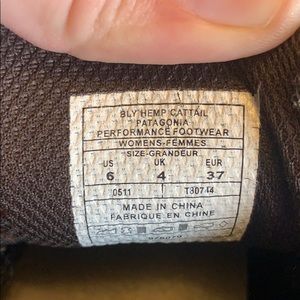 BLY HEMP CATTAIL
PATAGONIA
PERFORMANCE FOOTWEAR
WOMENS-FEMMES
SIZE-GRANDEUR
US UK EUR
6 4 37
0511 T80744
MADE IN CHINA
FABRIQUE EN CHINE